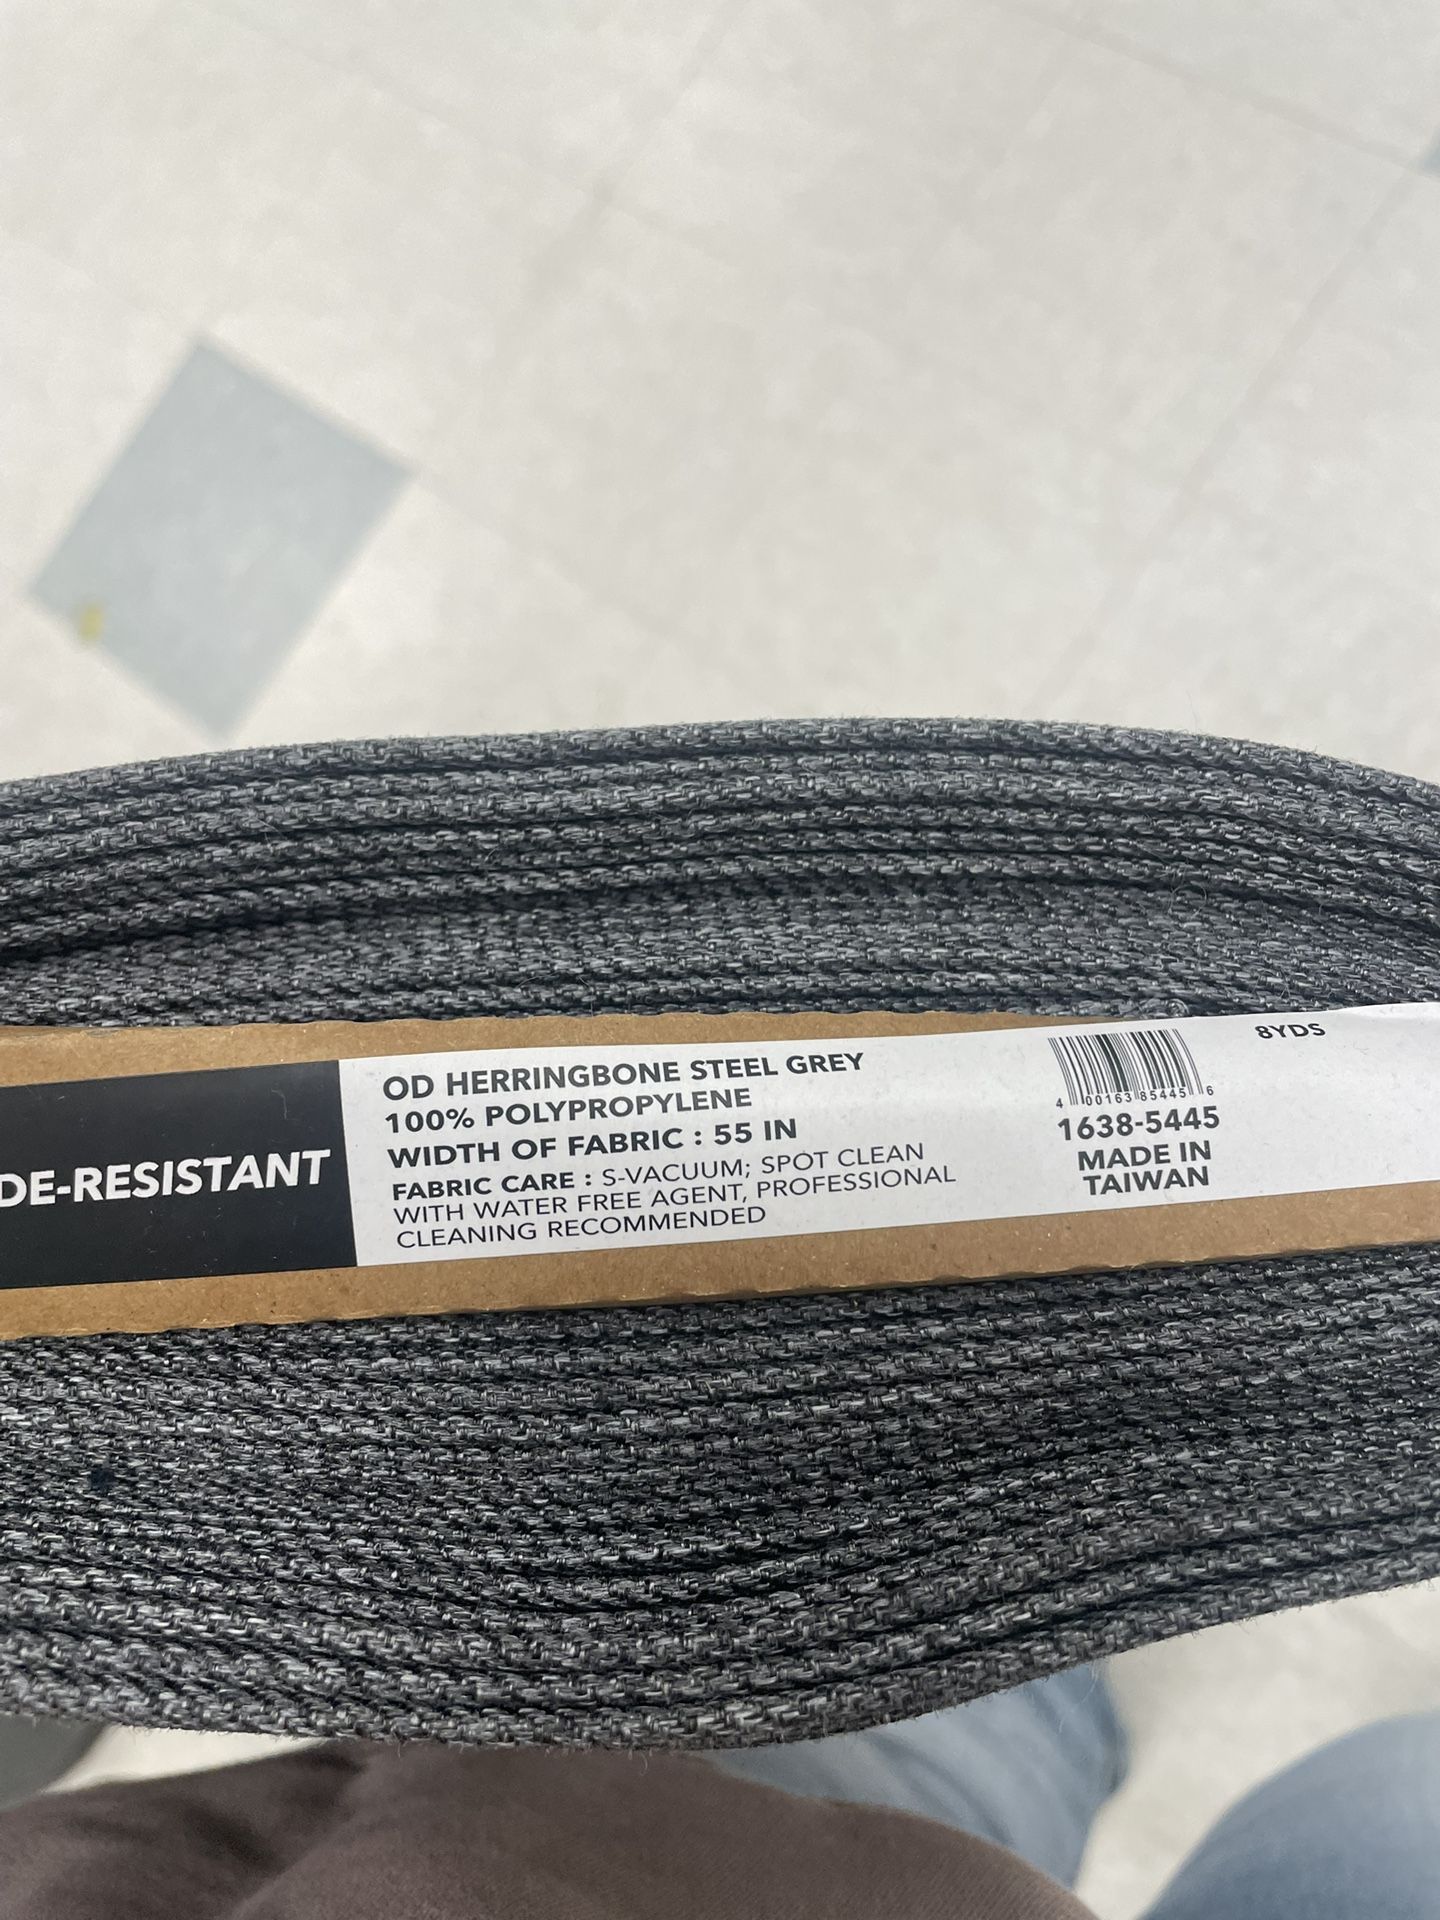 DE-RESISTANT
OD HERRINGBONE STEEL GREY
100% POLYPROPYLENE
WIDTH OF FABRIC : 55 IN
FABRIC CARE : S-VACUUM; SPOT CLEAN
WITH WATER FREE AGENT, PROFESSIONAL
CLEANING RECOMMENDED
4 00163 85445 6
1638-5445
MADE IN
TAIWAN
8YDS